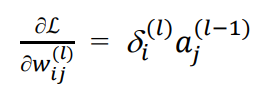 ∂ℒ/∂w_{ij}^{(l)} = δ_i^{(l)} a_j^{(l−1)}